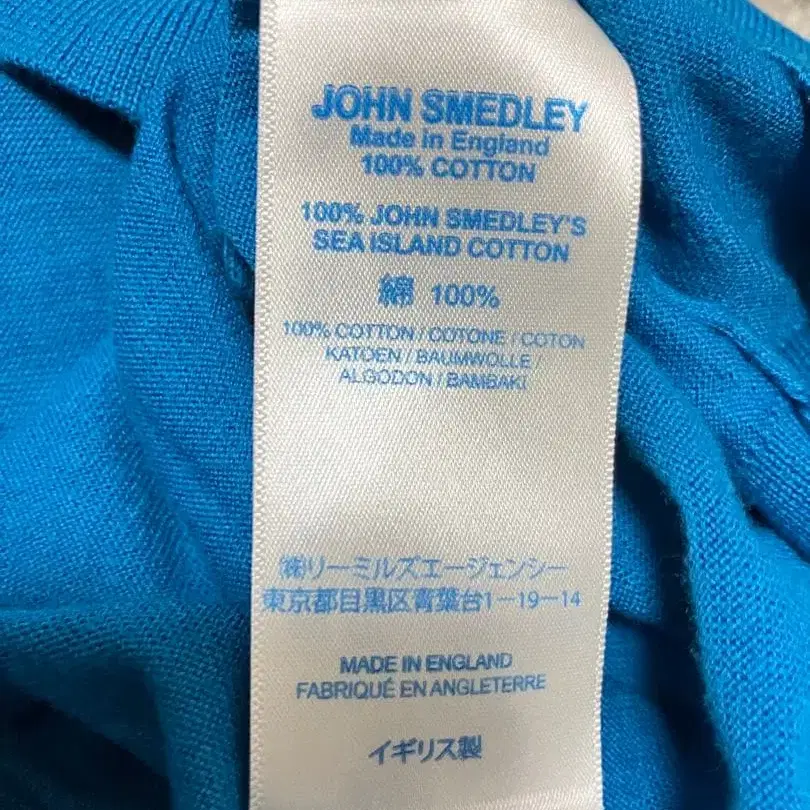 JOHN SMEDLEY
Made in England
100% COTTON
100% JOHN SMEDLEY'S
SEA ISLAND COTTON
綿 100%
100% COTTON / COTONE / COTON
KATOEN / BAUMWOLLE /
ALGODON / BAMBAKI
㈱リーミルズエージェンシー
東京都目黒区青葉台1-19-14
MADE IN ENGLAND
FABRIQUÉ EN ANGLETERRE
イギリス製